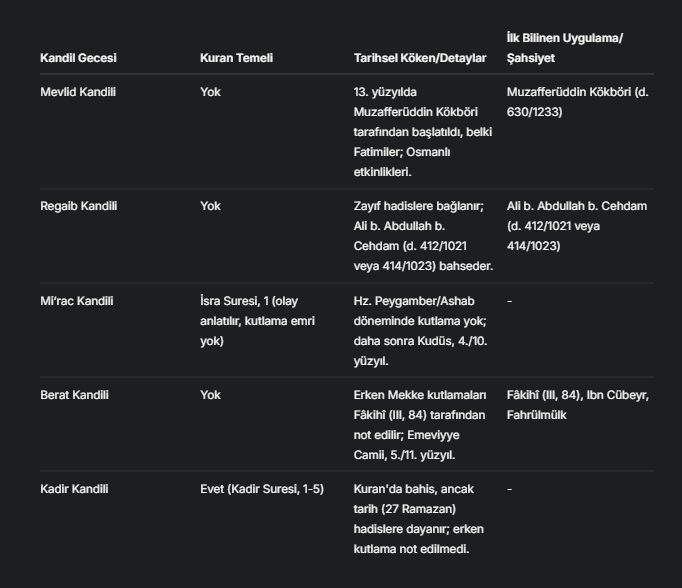 Kandil Gecesi
Kuran Temeli
Tarihsel Köken/Detaylar
İlk Bilinen Uygulama/
Şahsiyet
Mevlid Kandili
Yok
13. yüzyılda
Muzafferüddin Kökböri
tarafından başlatıldı, belki
Fatimiler; Osmanlı
etkinlikleri.
Muzafferüddin Kökböri (d.
630/1233)
Regaib Kandili
Yok
Zayıf hadislere bağlanır;
Ali b. Abdullah b.
Cehdam (d. 412/1021
veya 414/1023) bahseder.
Ali b. Abdullah b. Cehdam
(d. 412/1021 veya
414/1023)
Mi'rac Kandili
İsra Suresi, 1 (olay
anlatılır, kutlama emri
yok)
Hz. Peygamber/Ashab
döneminde kutlama yok;
daha sonra Kudüs, 4./10.
yüzyıl.
-
Berat Kandili
Yok
Erken Mekke kutlamaları
Fâkihî (III, 84) tarafından
not edilir; Emeviyye
Camii, 5./11. yüzyıl.
Fâkihî (III, 84), Ibn Cübeyr,
Fahrülmülk
Kadir Kandili
Evet (Kadir Suresi, 1-5)
Kuran'da bahis, ancak
tarih (27 Ramazan)
hadislere dayanır; erken
kutlama not edilmedi.
-